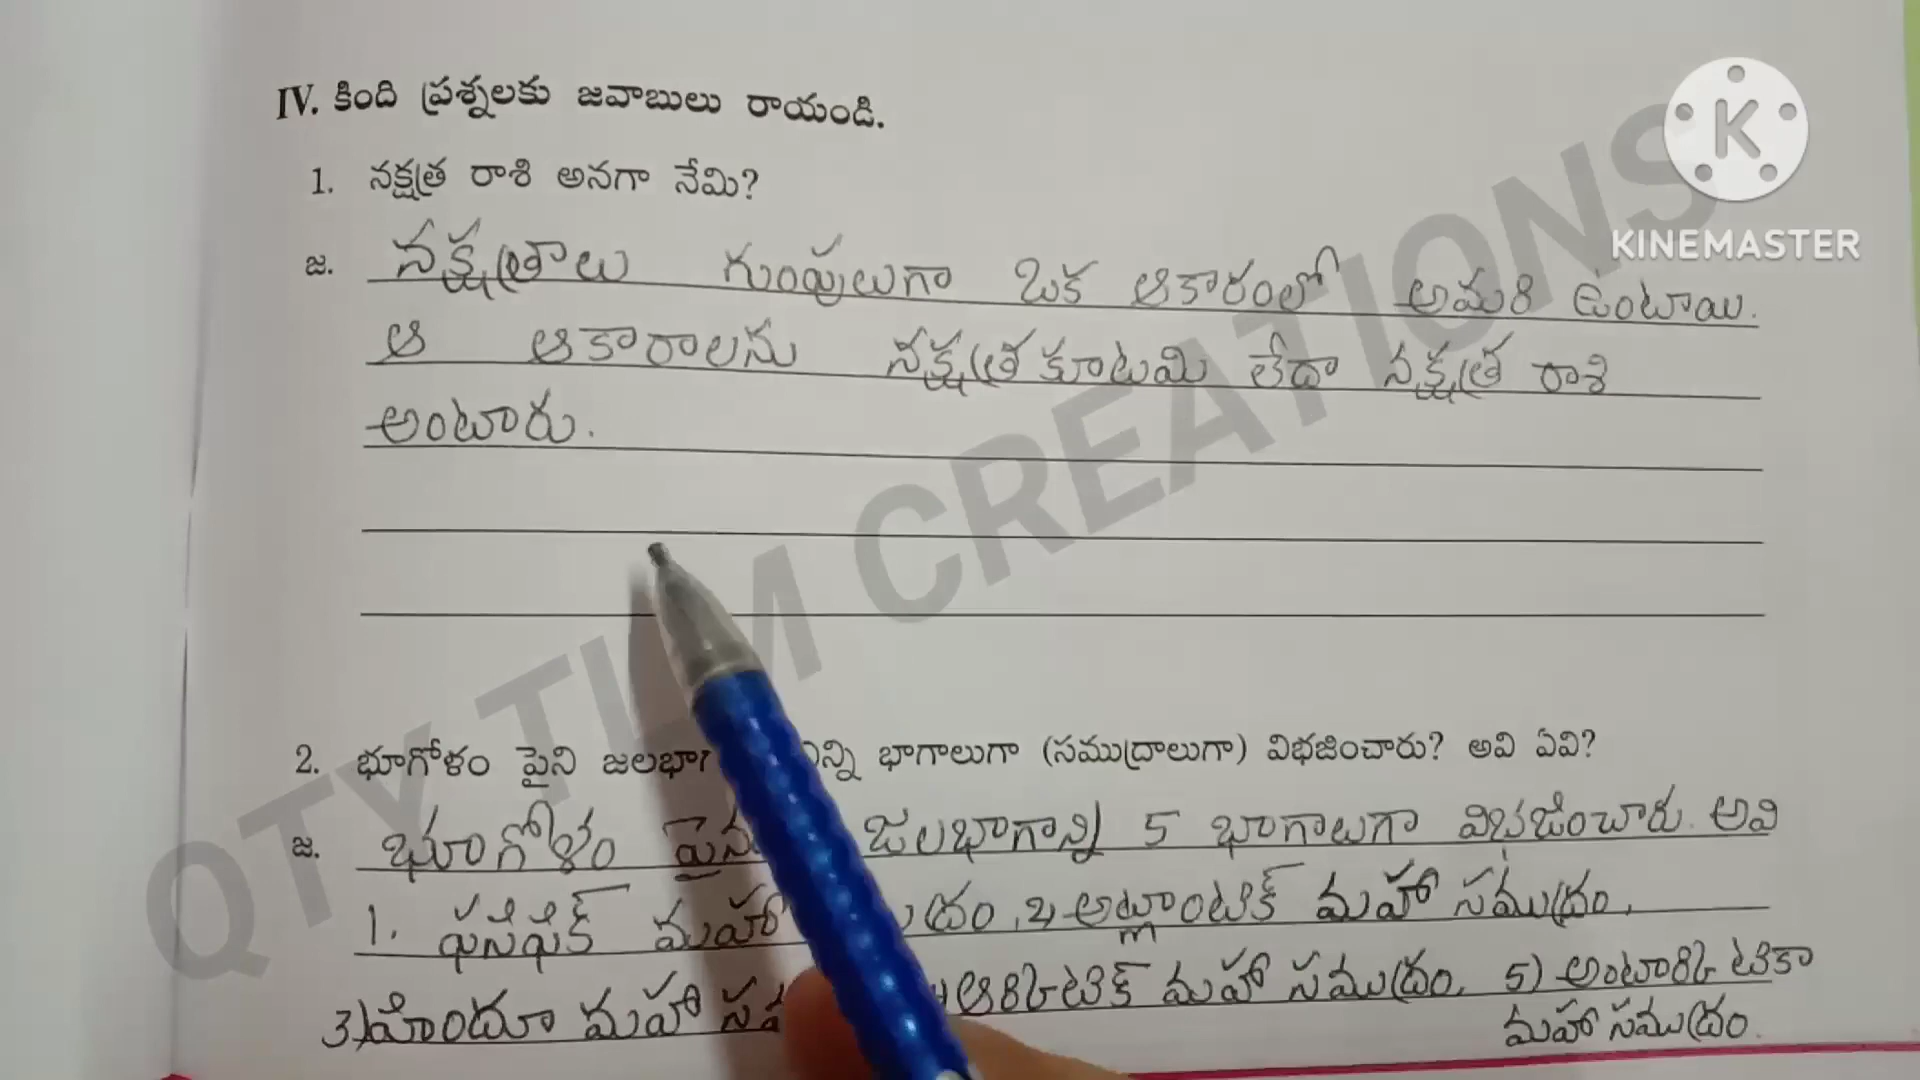 IV. కింది ప్రశ్నలకు జవాబులు రాయండి.
K
KINEMASTER
1. నక్షత్ర రాశి అనగా నేమి?
జ. నక్షత్రాలు గుంపులుగా ఒక ఆకారంలో అమరి ఉంటాయి.
ఆ ఆకారాలను నక్షత్ర కూటమి లేదా నక్షత్ర రాశి
అంటారు.
QTY TLM CREATIONS
2. భూగోళం పైని జలభాగ న్ని భాగాలుగా (సముద్రాలుగా) విభజించారు? అవి ఏవి?
జ. భూగోళం పైన జలభాగాన్ని 5 భాగాలుగా విభజించారు. అవి
1. ఫసిఫిక్ మహా ద్రం, 2) అట్లాంటిక్ మహా సముద్రం,
3) హిందూ మహా సమ ఆర్కిటిక్ మహా సముద్రం, 5) అంటార్కిటికా
మహా సముద్రం.